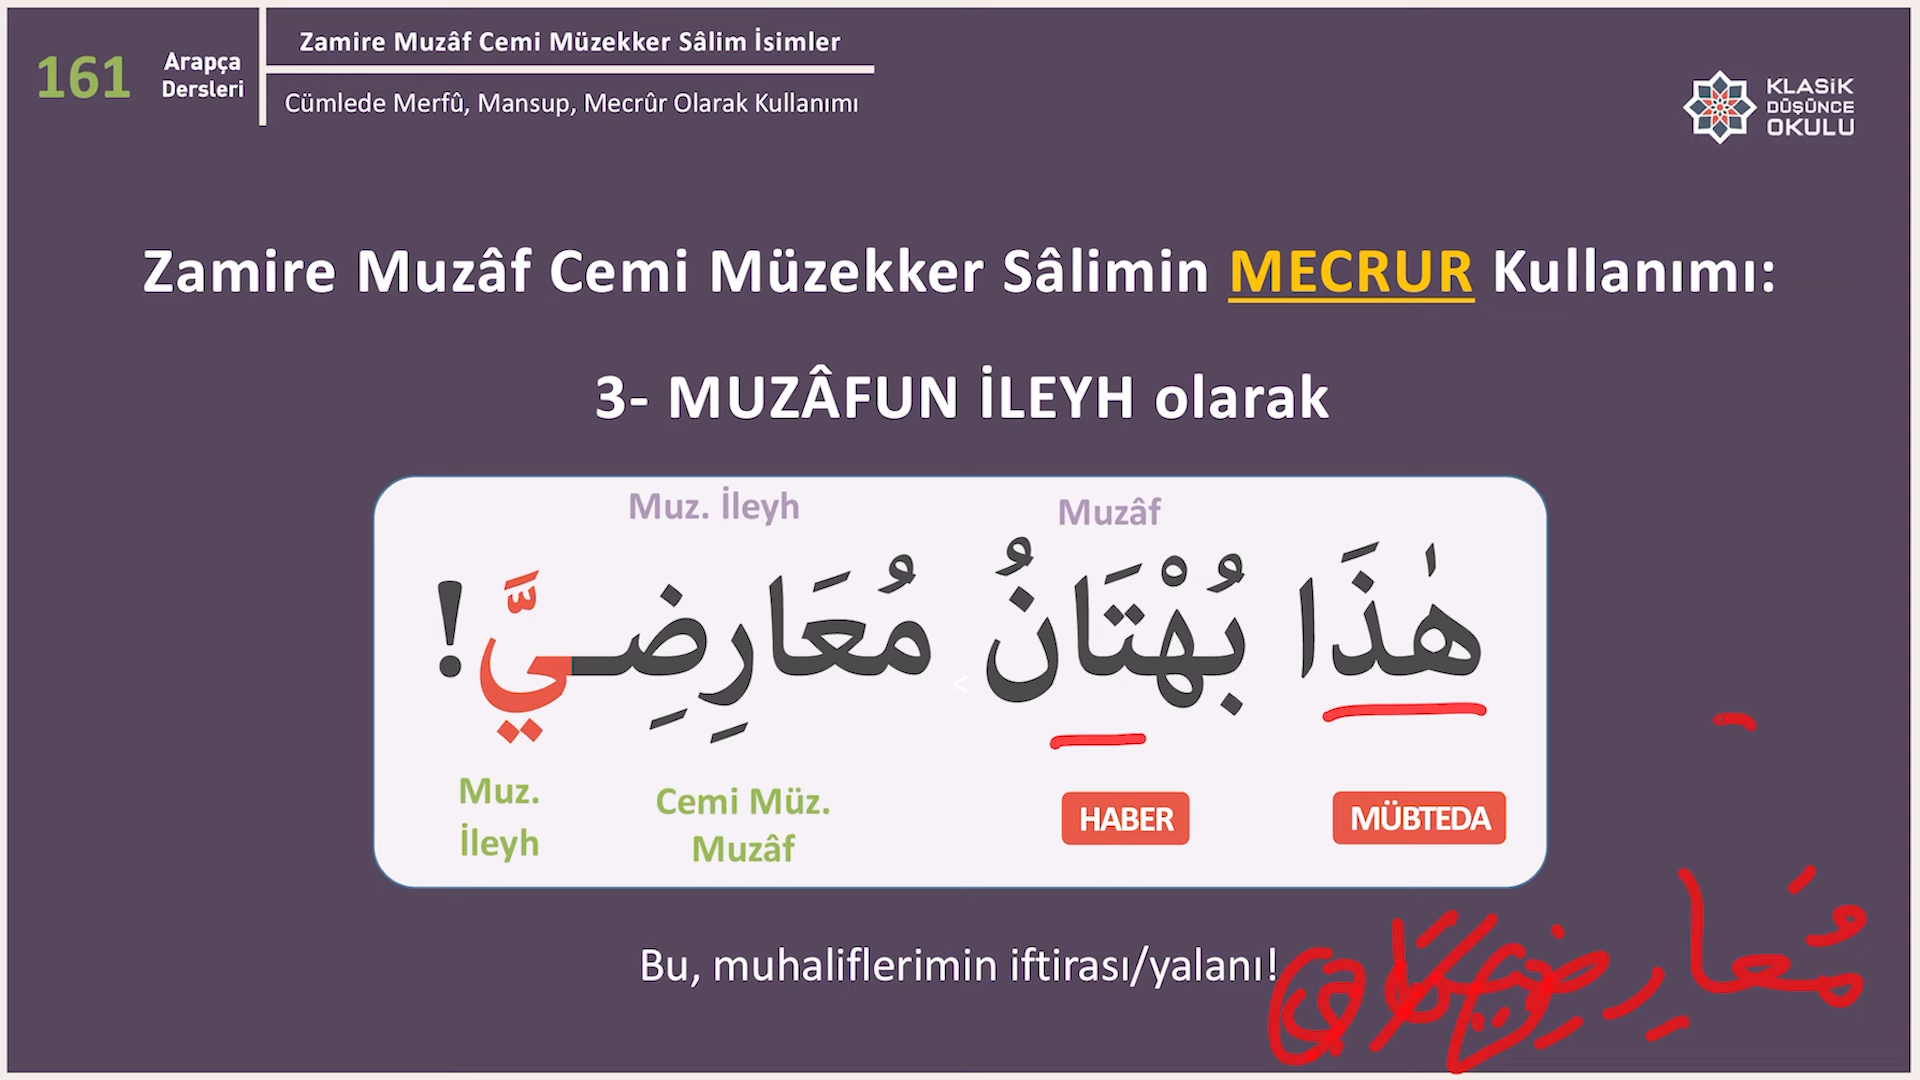 161
Arapça
Dersleri
Zamire Muzâf Cemi Müzekker Sâlim İsimler
Cümlede Merfû, Mansup, Mecrûr Olarak Kullanımı
KLASİK
DÜŞÜNCE
OKULU
Zamire Muzâf Cemi Müzekker Sâlimin MECRUR Kullanımı:
3- MUZÂFUN İLEYH olarak
Muz. İleyh Muzâf
هٰذَا بُهْتَانُ مُعَارِضِيَّ!
Muz.
İleyh
Cemi Müz.
Muzâf
HABER
MÜBTEDA
Bu, muhaliflerimin iftirası/yalanı!